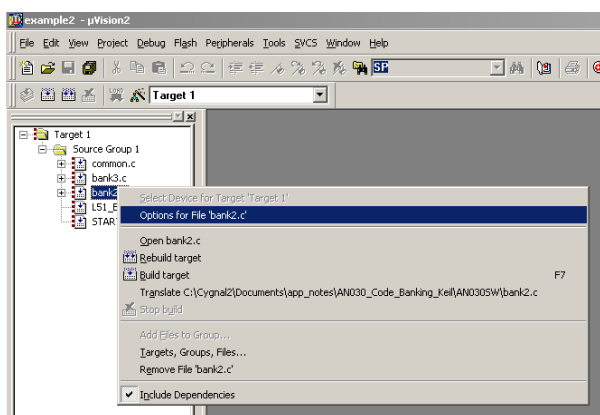 example2 - µVision2
File Edit View Project Debug Flash Peripherals Tools SVCS Window Help
SP
Target 1
Target 1
Source Group 1
common.c
bank3.c
bank2
L51_B
STAR
Select Device for Target 'Target 1'
Options for File 'bank2.c'
Open bank2.c
Rebuild target
Build target F7
Translate C:\Cygnal2\Documents\app_notes\AN030_Code_Banking_Keil\AN030SW\bank2.c
Stop build
Add Files to Group...
Targets, Groups, Files...
Remove File 'bank2.c'
Include Dependencies